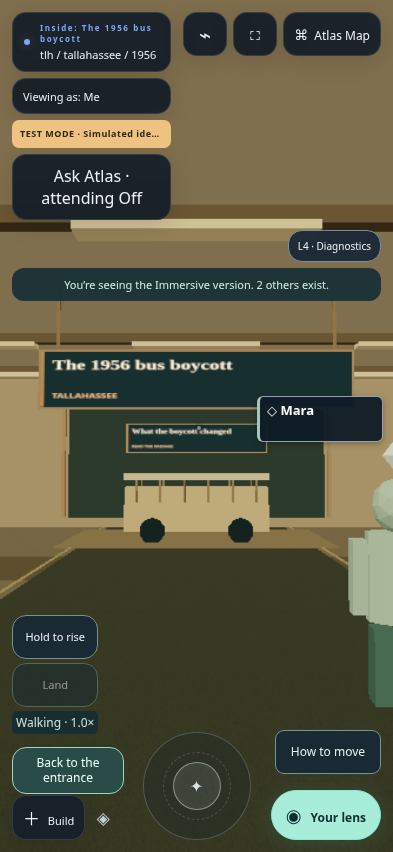 Inside: The 1956 bus
boycott
tlh / tallahassee / 1956
Atlas Map
Viewing as: Me
TEST MODE · Simulated ide…
Ask Atlas ·
attending Off
L4 · Diagnostics
You’re seeing the Immersive version. 2 others exist.
The 1956 bus boycott
TALLAHASSEE
Mara
What the boycott changed
Hold to rise
Land
Walking · 1.0×
Back to the
entrance
How to move
Build
Your lens